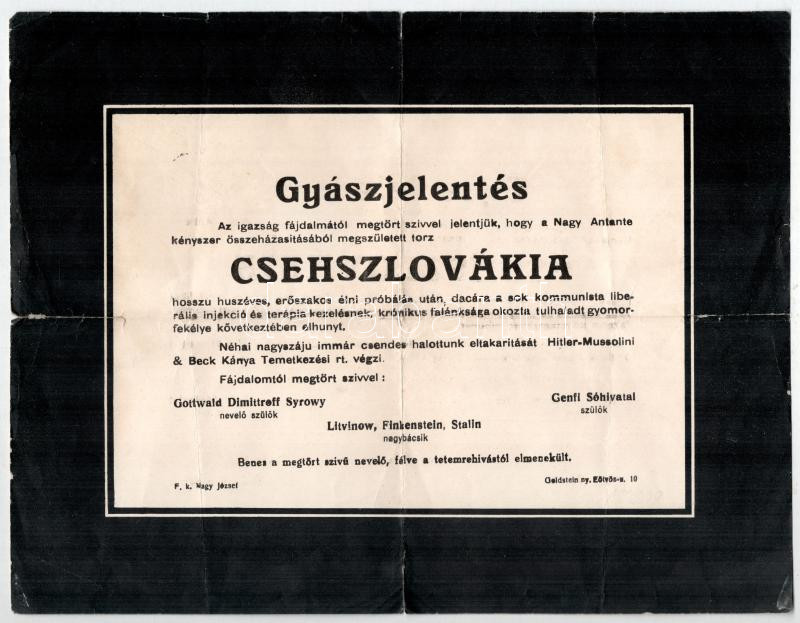 Gyászjelentés
Az igazság fájdalmától megtört szivvel jelentjük, hogy a Nagy Antante
kényszer összeházasitásából megszületett torz
CSEHSZLOVÁKIA
hosszu huszéves, erőszakos élni próbálás után, dacára a sok kommunista libe-
rális injekció és terápia kezelésnek, krónikus falánksága okozta tulhajadt gyomor-
fekélye következtében elhunyt.
Néhai nagyszáju immár csendes halottunk eltakaritását Hitler-Mussolini
& Beck Kánya Temetkezési rt. végzi.
Fájdalomtól megtört szivvel:
Gottwald Dimittroff Syrowy
nevelő szülők
Genfi Sóhivatal
szülők
Litvinow, Finkenstein, Stalin
nagybácsik
Benes a megtört szivű nevelő, félve a tetemrehivástól elmenekült.
F. k. Nagy József
Goldstein ny. Eötvös-u. 10